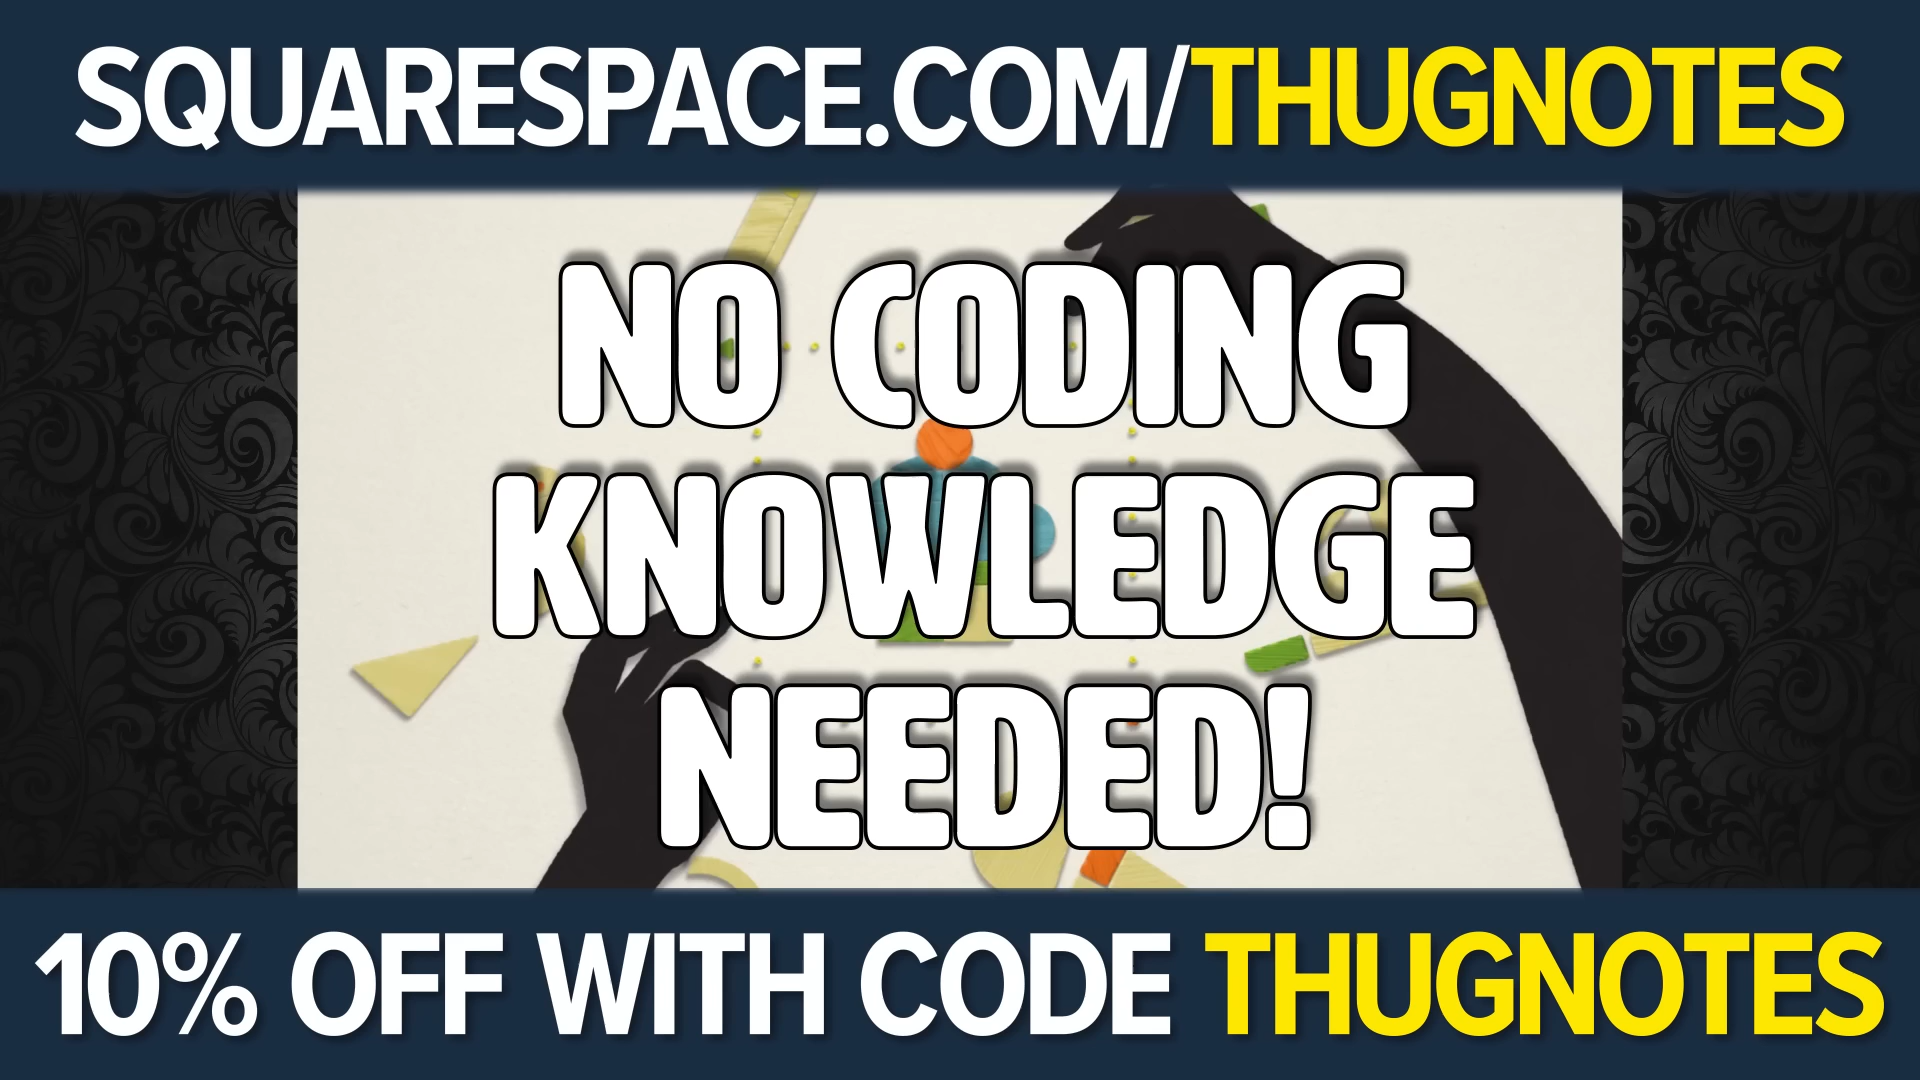 SQUARESPACE.COM/THUGNOTES
NO CODING
KNOWLEDGE
NEEDED!
10% OFF WITH CODE THUGNOTES